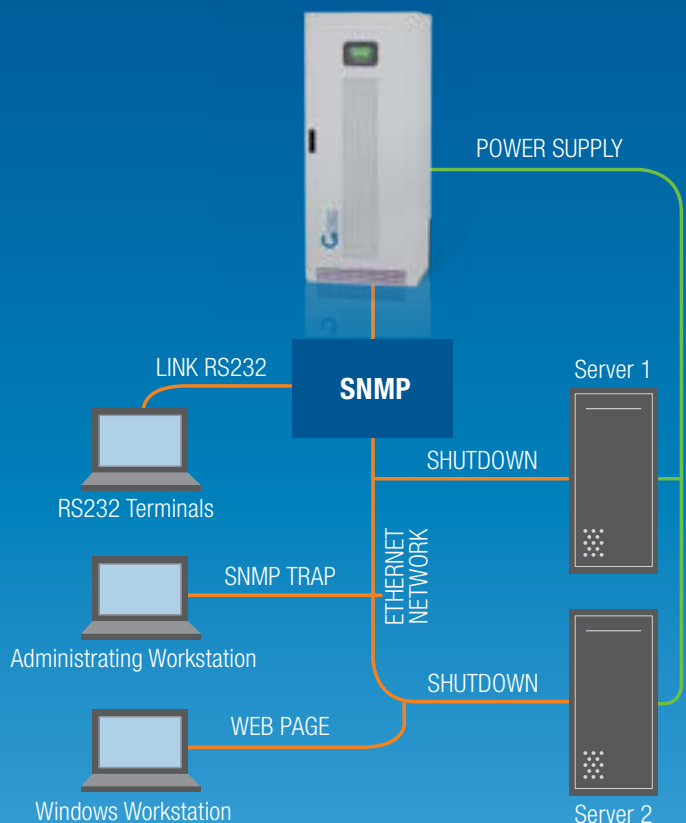 POWER SUPPLY
LINK RS232
SNMP
Server 1
RS232 Terminals
SHUTDOWN
ETHERNET
NETWORK
SNMP TRAP
Administrating Workstation
SHUTDOWN
WEB PAGE
Windows Workstation
Server 2